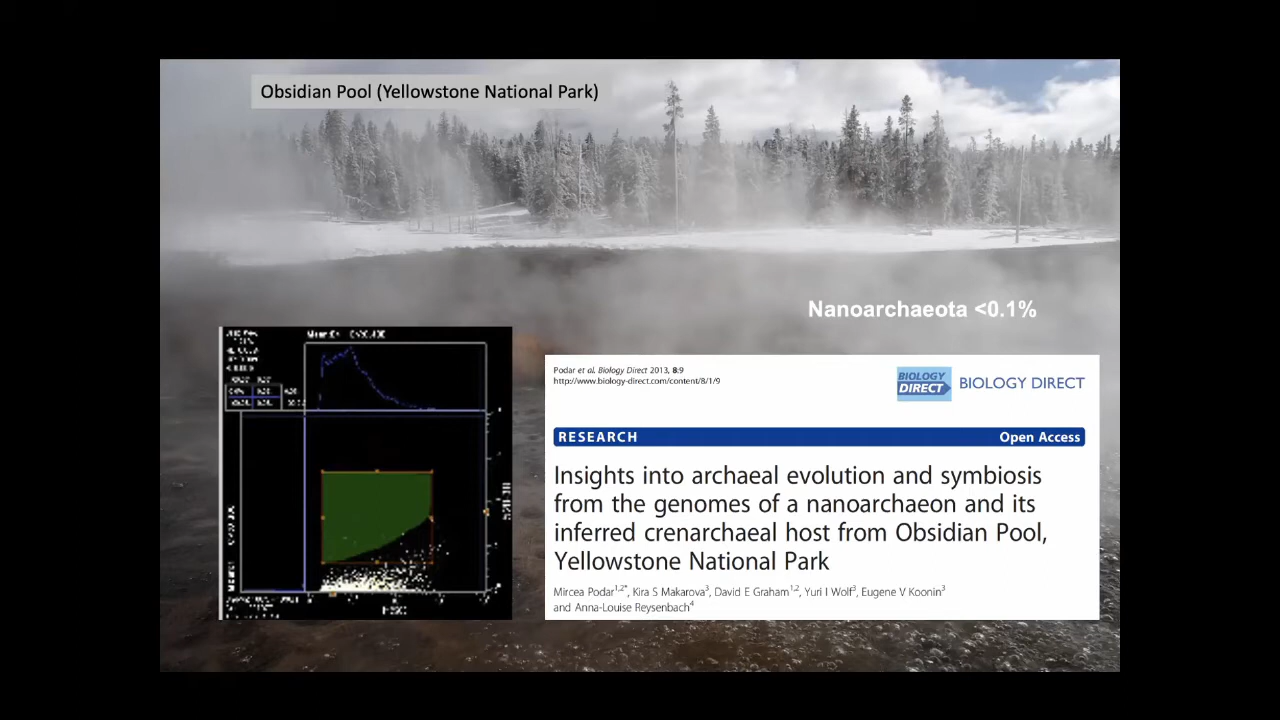 Obsidian Pool (Yellowstone National Park)
Nanoarchaeota <0.1%
Podar et al. Biology Direct 2013, 8:9
http://www.biology-direct.com/content/8/1/9
BIOLOGY
DIRECT
BIOLOGY DIRECT
RESEARCH
Open Access
Insights into archaeal evolution and symbiosis
from the genomes of a nanoarchaeon and its
inferred crenarchaeal host from Obsidian Pool,
Yellowstone National Park
Mircea Podar1,2*, Kira S Makarova3, David E Graham1,2, Yuri I Wolf3, Eugene V Koonin3
and Anna-Louise Reysenbach4